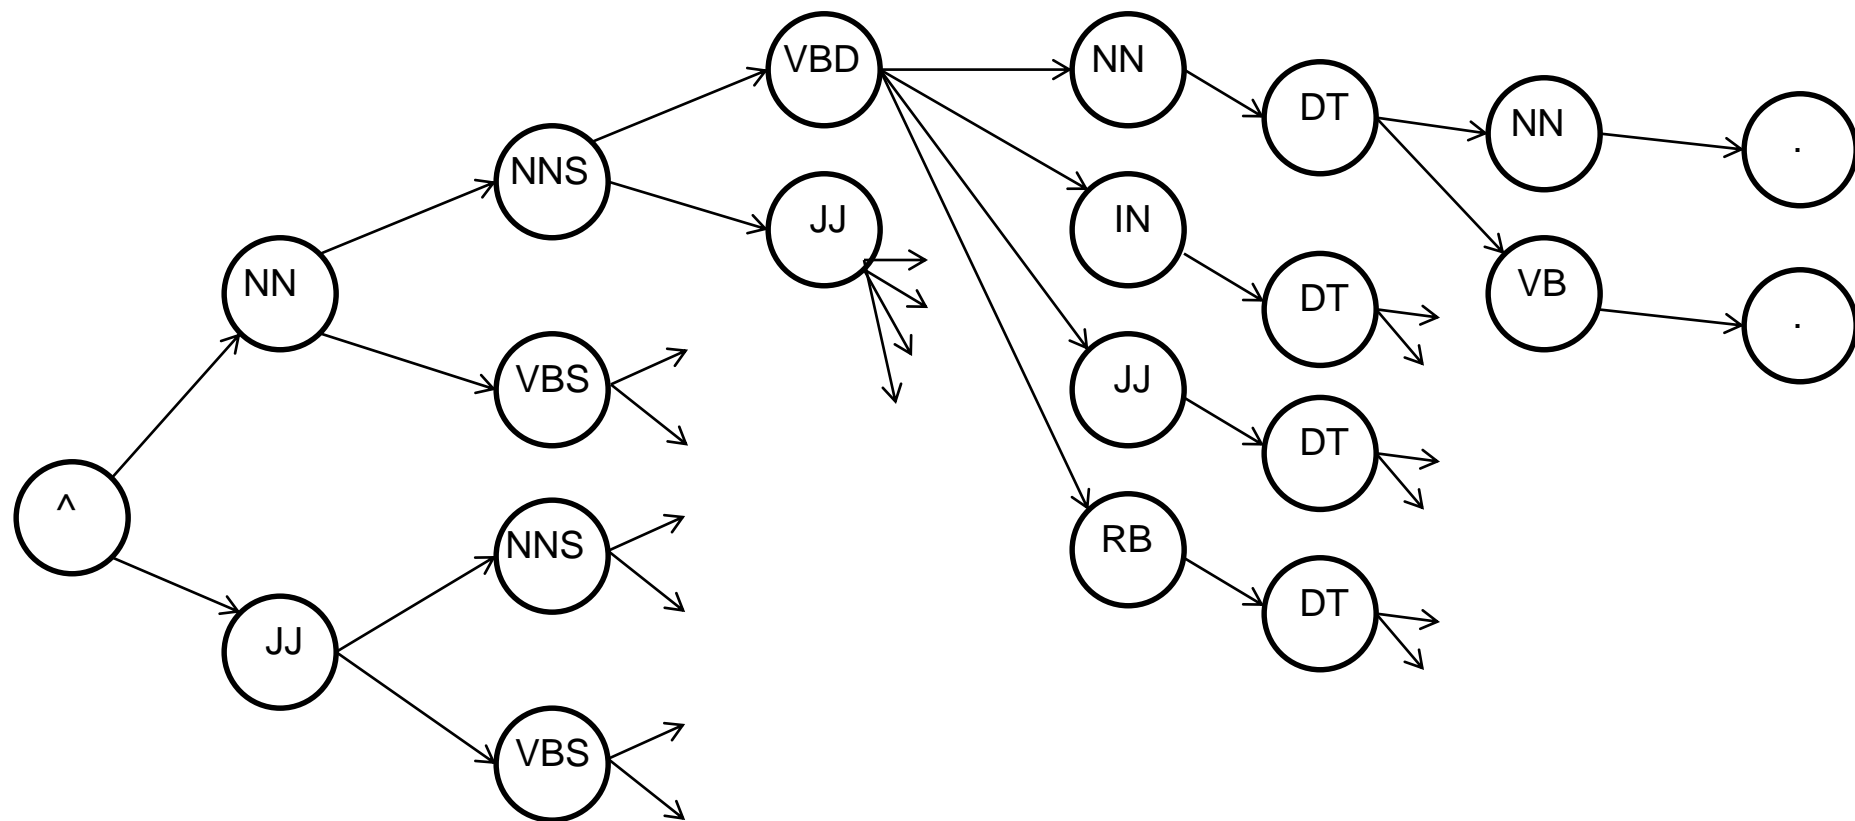 ^
NN
JJ
NNS
VBS
NNS
VBS
VBD
JJ
NN
IN
JJ
RB
DT
DT
DT
DT
NN
VB
.
.